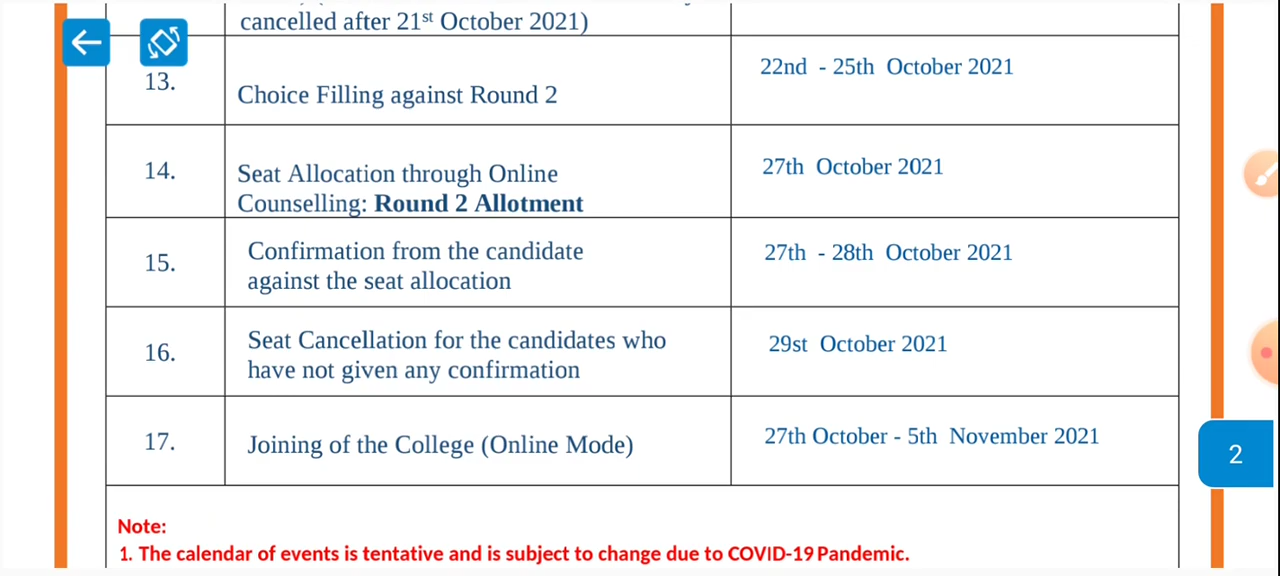 cancelled after 21st October 2021)
13.
Choice Filling against Round 2
22nd - 25th October 2021
14.
Seat Allocation through Online
Counselling: Round 2 Allotment
27th October 2021
15.
Confirmation from the candidate
against the seat allocation
27th - 28th October 2021
16.
Seat Cancellation for the candidates who
have not given any confirmation
29st October 2021
17.
Joining of the College (Online Mode)
27th October - 5th November 2021
2
Note:
1. The calendar of events is tentative and is subject to change due to COVID-19 Pandemic.